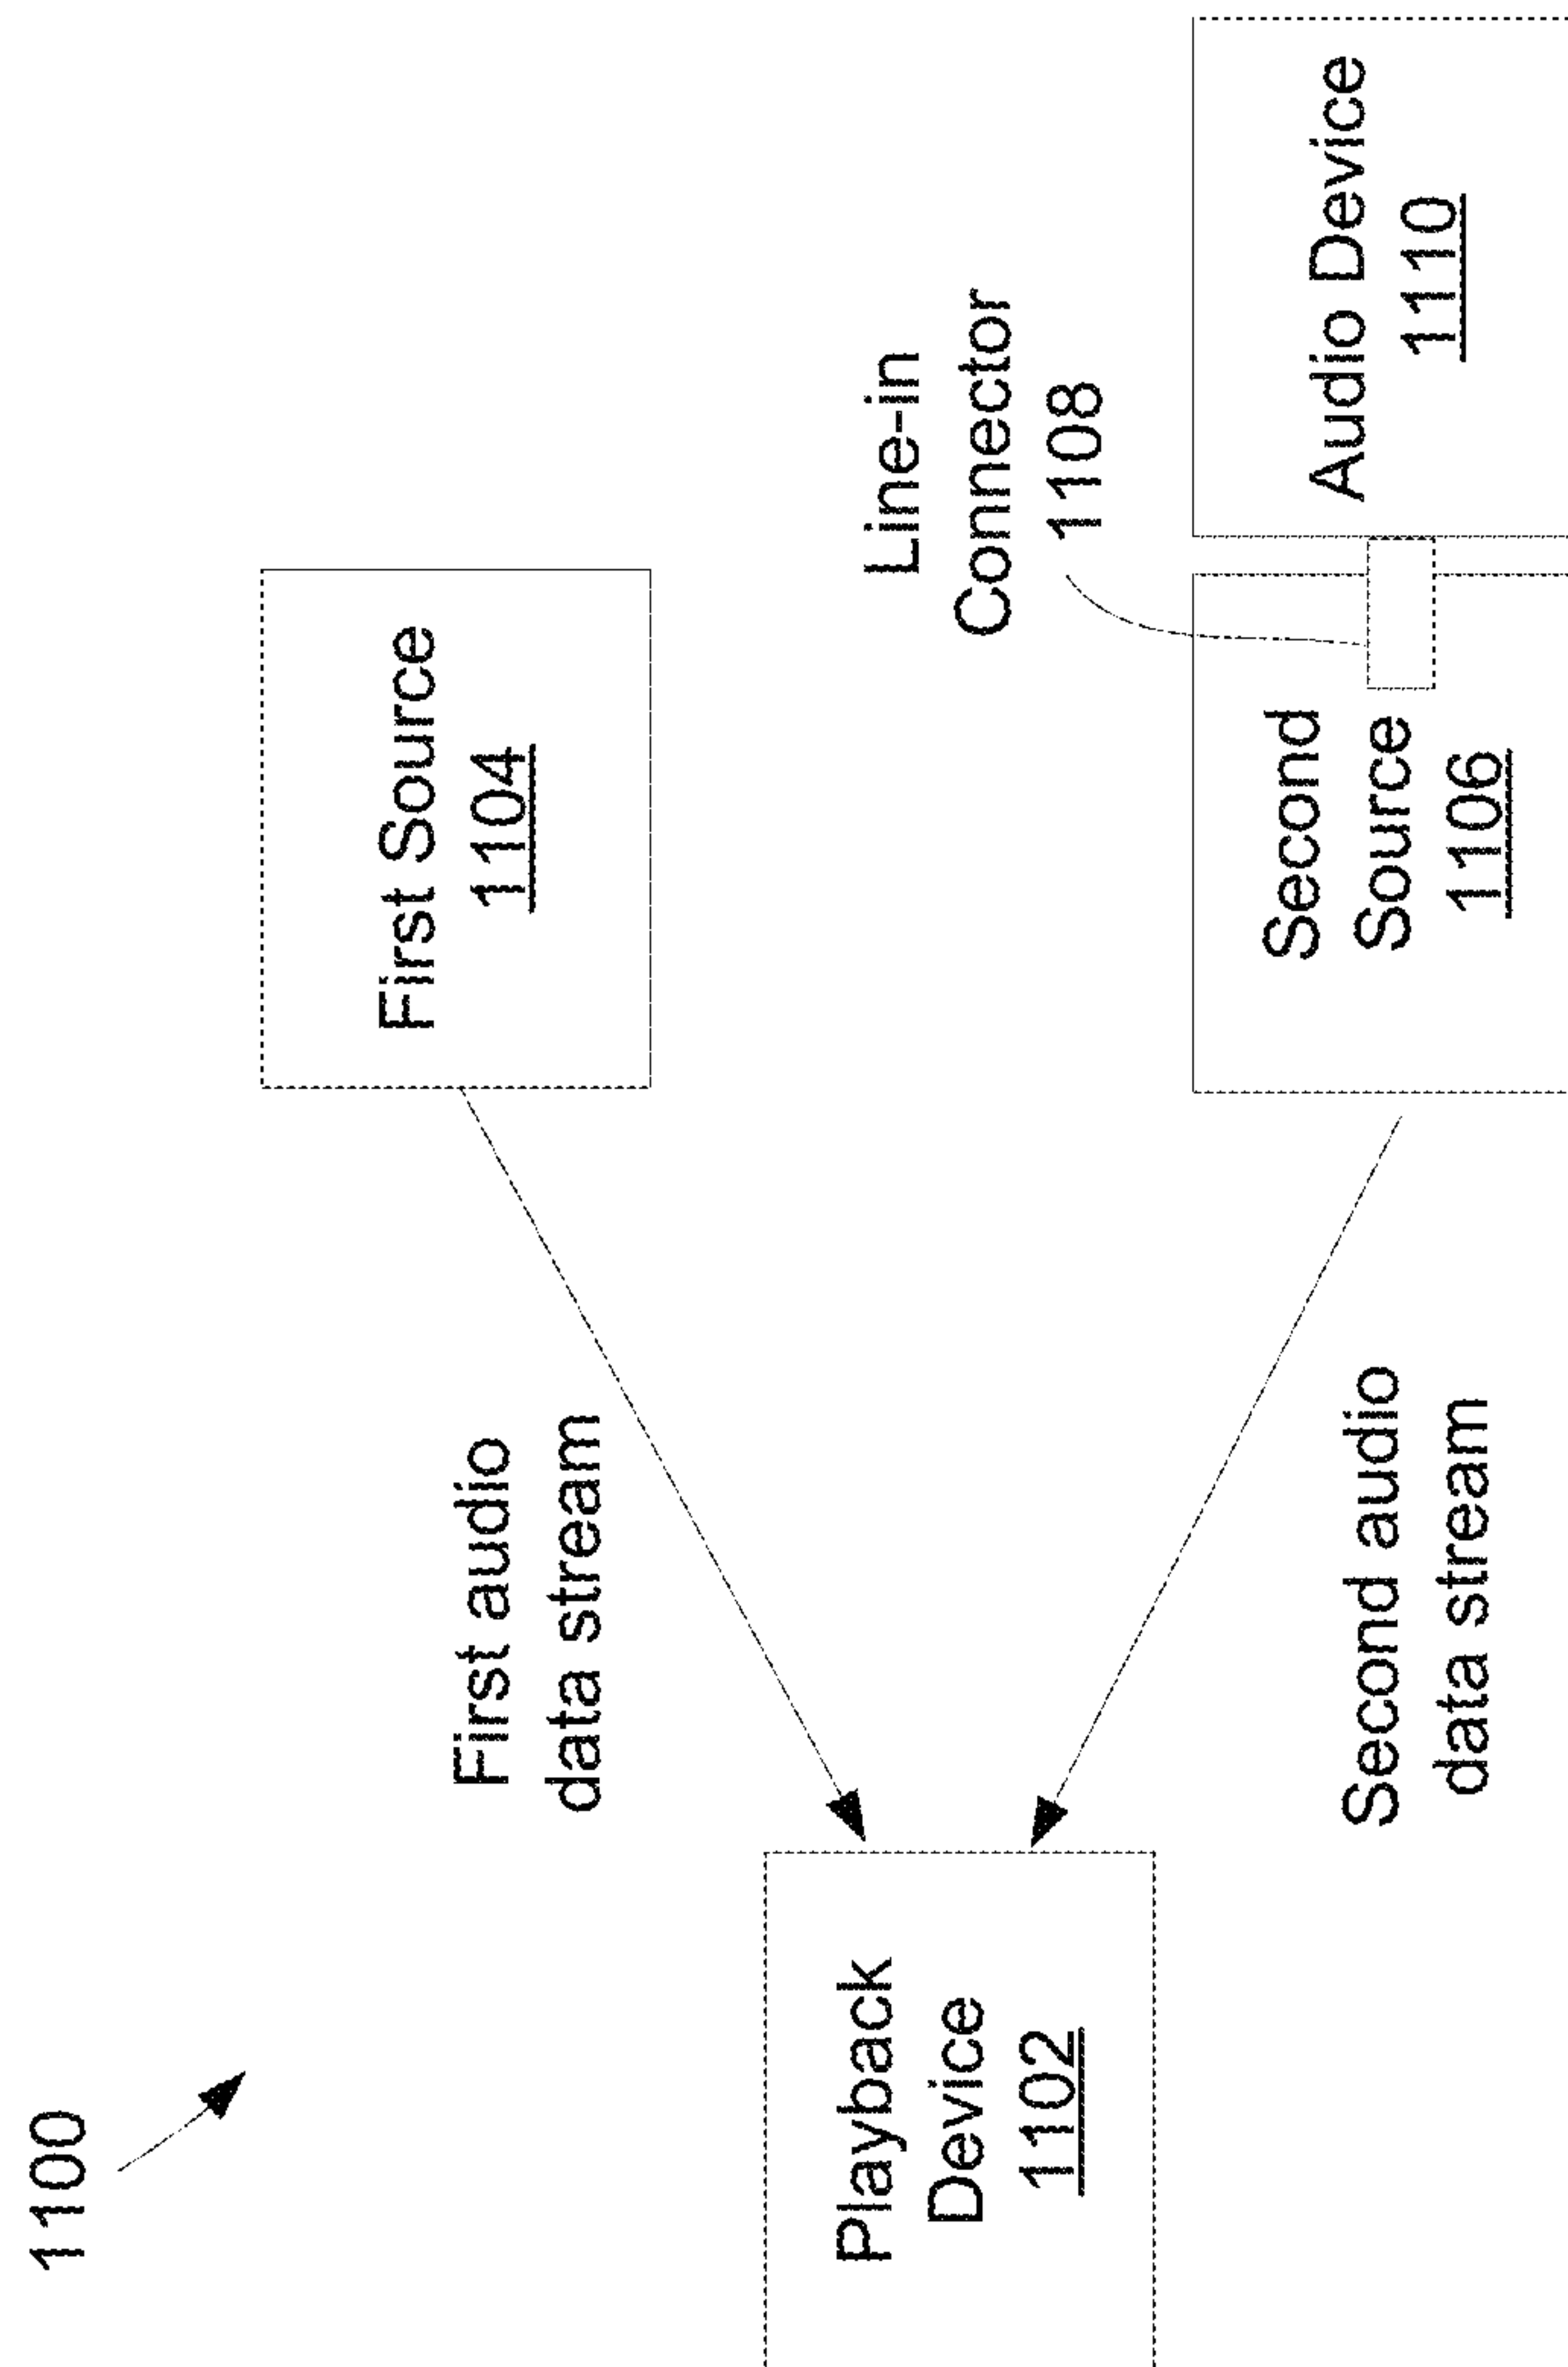 1100
First Source
1104
First audio
data stream
Line-in
Connector
1108
Playback
Device
1102
Second
Source
1106
Audio Device
1110
Second audio
data stream